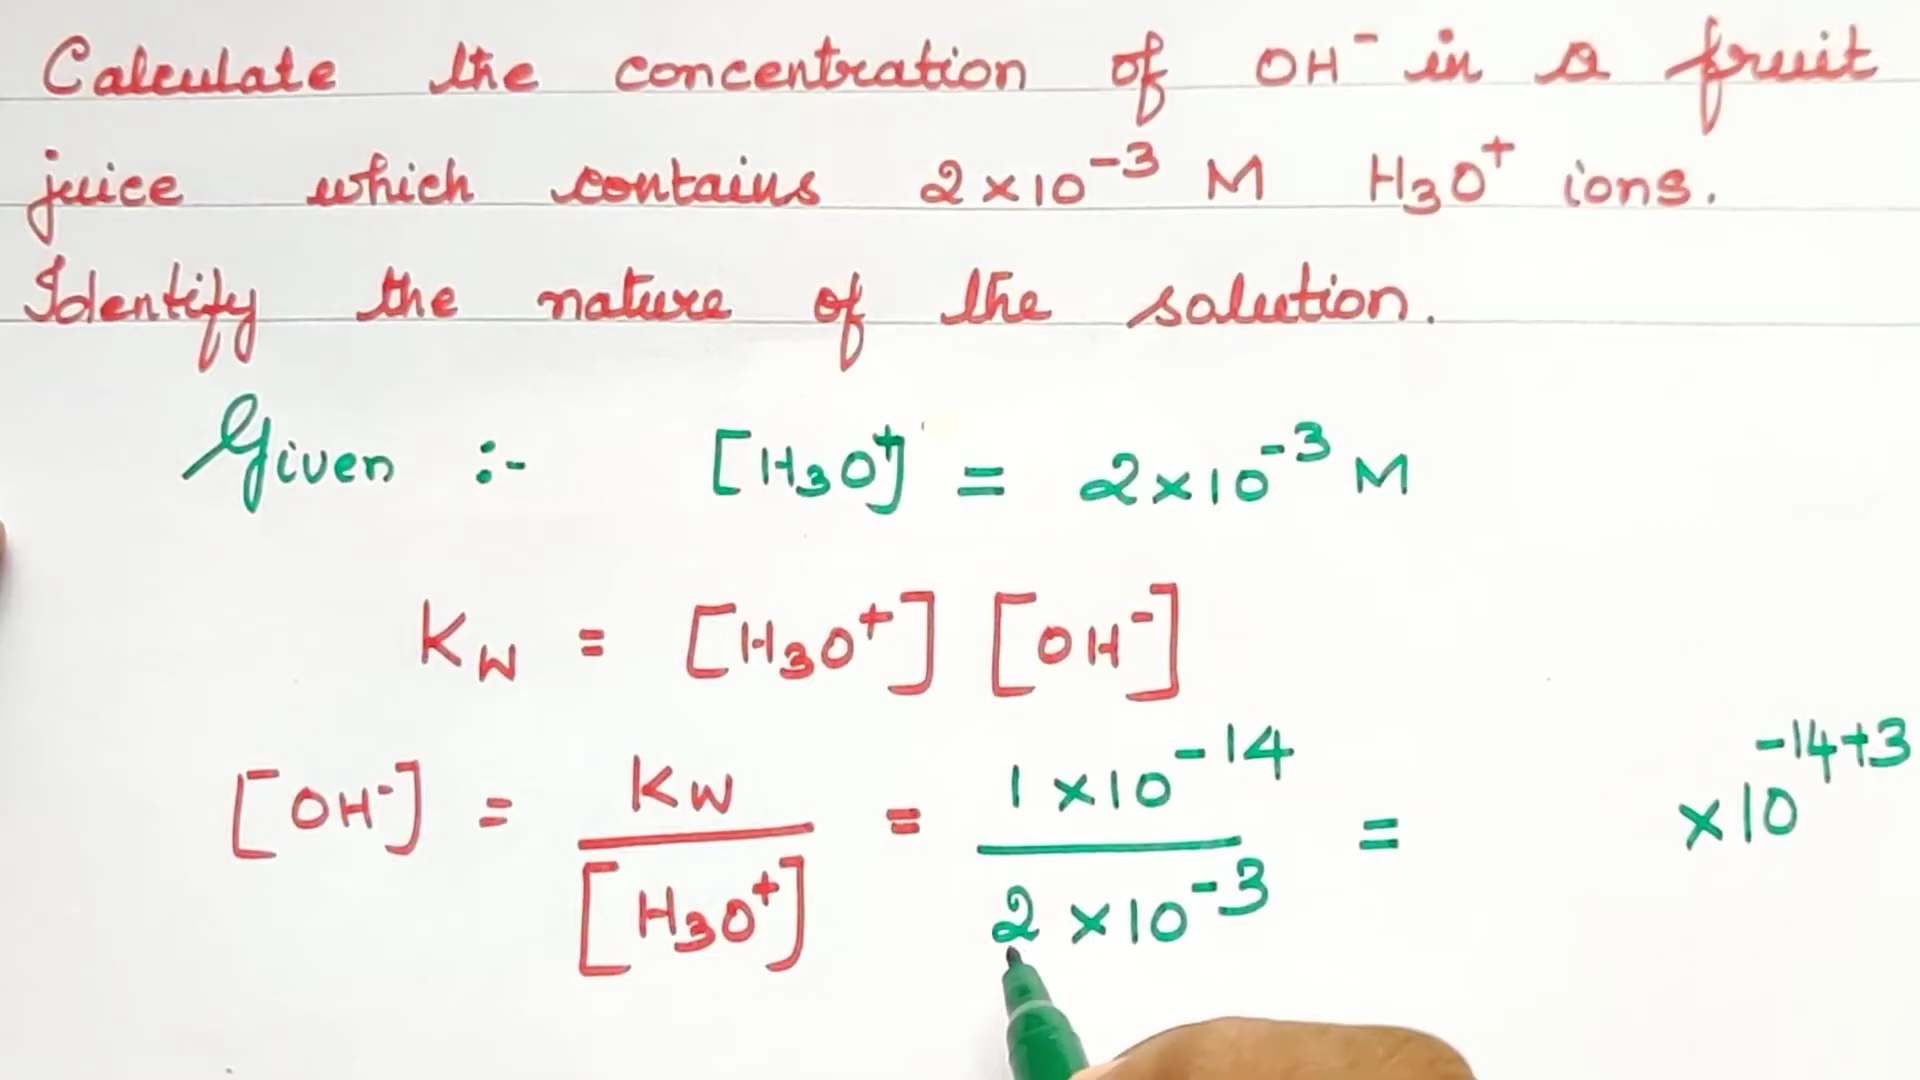 Calculate the concentration of OH⁻ in a fruit
juice which contains 2×10⁻³ M H₃O⁺ ions.
Identify the nature of the solution.
Given :- [H₃O⁺] = 2×10⁻³ M
Kw = [H₃O⁺] [OH⁻]
[OH⁻] = Kw / [H₃O⁺] = 1×10⁻¹⁴ / 2×10⁻³ = ×10⁻¹⁴⁺³